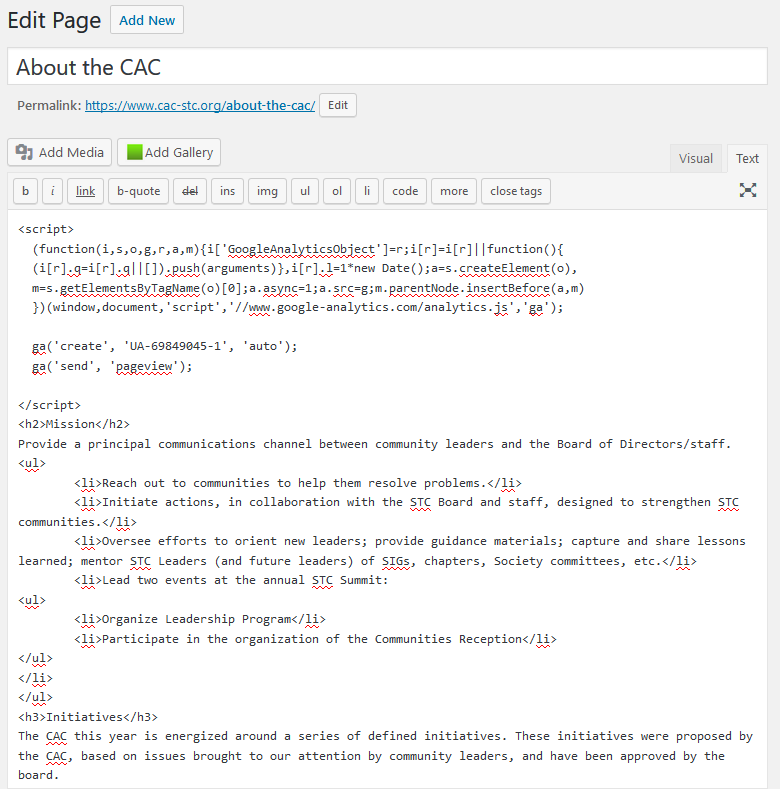 Edit Page Add New
About the CAC
Permalink: https://www.cac-stc.org/about-the-cac/ Edit
Add Media Add Gallery Visual Text
b i link b-quote del ins img ul ol li code more close tags
<script>
(function(i,s,o,g,r,a,m){i['GoogleAnalyticsObject']=r;i[r]=i[r]||function(){
(i[r].q=i[r].q||[]).push(arguments)},i[r].l=1*new Date();a=s.createElement(o),
m=s.getElementsByTagName(o)[0];a.async=1;a.src=g;m.parentNode.insertBefore(a,m)
})(window,document,'script','//www.google-analytics.com/analytics.js','ga');
ga('create', 'UA-69849045-1', 'auto');
ga('send', 'pageview');
</script>
<h2>Mission</h2>
Provide a principal communications channel between community leaders and the Board of Directors/staff.
<ul>
<li>Reach out to communities to help them resolve problems.</li>
<li>Initiate actions, in collaboration with the STC Board and staff, designed to strengthen STC
communities.</li>
<li>Oversee efforts to orient new leaders; provide guidance materials; capture and share lessons
learned; mentor STC Leaders (and future leaders) of SIGs, chapters, Society committees, etc.</li>
<li>Lead two events at the annual STC Summit:
<ul>
<li>Organize Leadership Program</li>
<li>Participate in the organization of the Communities Reception</li>
</ul>
</li>
</ul>
<h3>Initiatives</h3>
The CAC this year is energized around a series of defined initiatives. These initiatives were proposed by
the CAC, based on issues brought to our attention by community leaders, and have been approved by the
board.